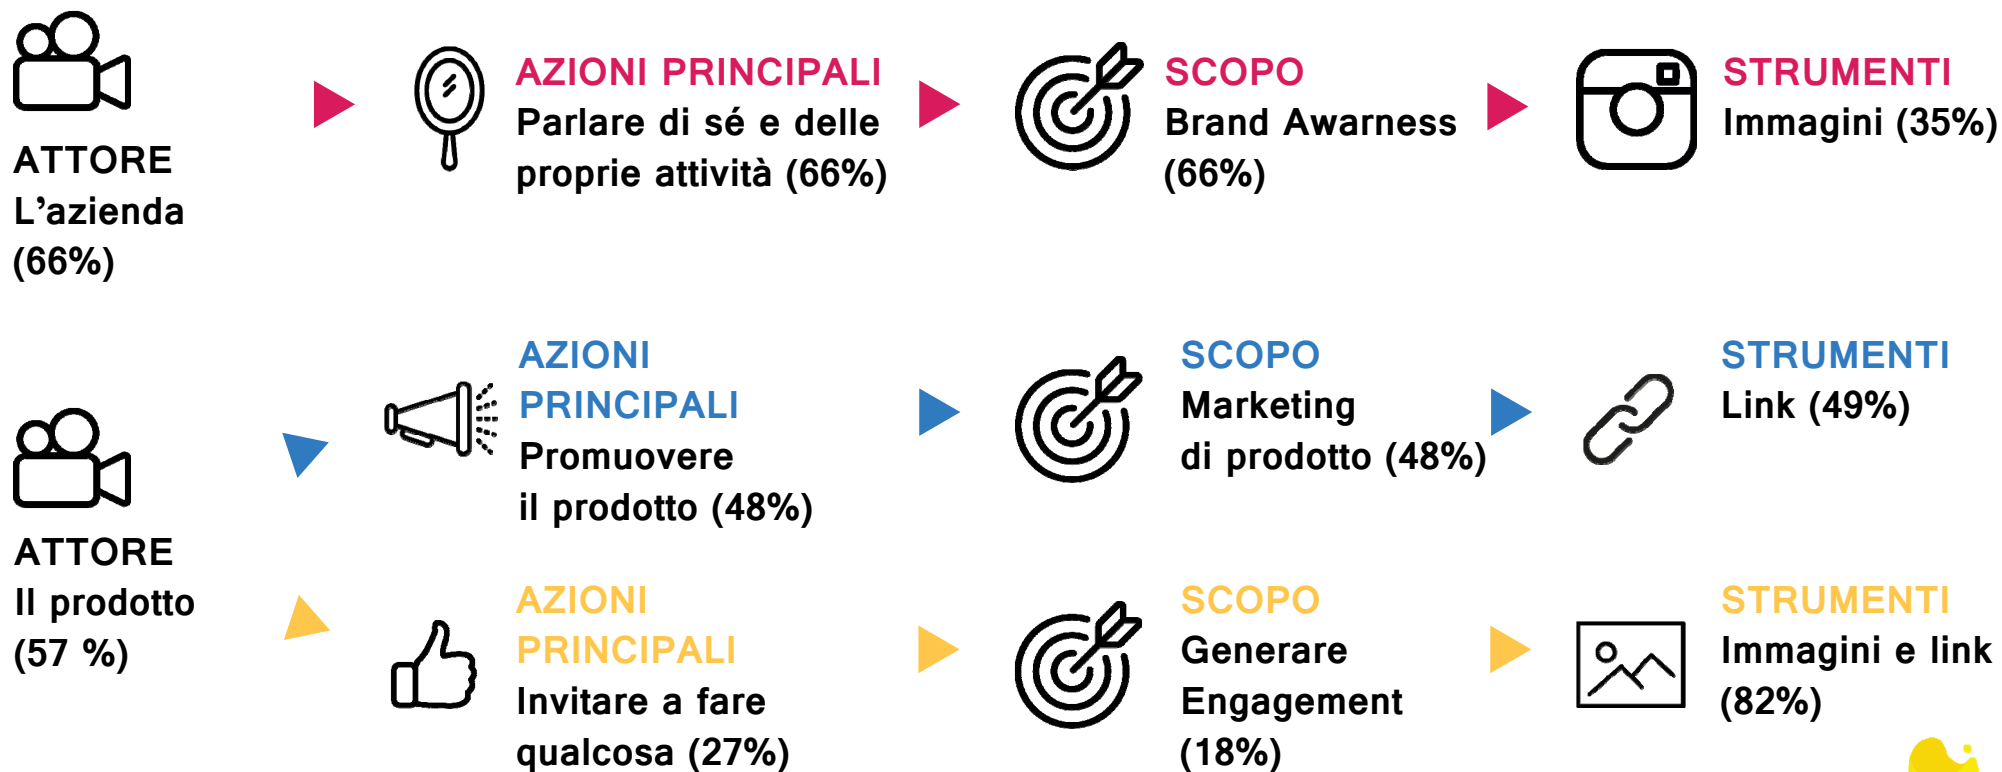 ATTORE
L'azienda
(66%)
AZIONI PRINCIPALI
Parlare di sé e delle
proprie attività (66%)
SCOPO
Brand Awarness
(66%)
STRUMENTI
Immagini (35%)
ATTORE
Il prodotto
(57 %)
AZIONI
PRINCIPALI
Promuovere
il prodotto (48%)
SCOPO
Marketing
di prodotto (48%)
STRUMENTI
Link (49%)
AZIONI
PRINCIPALI
Invitare a fare
qualcosa (27%)
SCOPO
Generare
Engagement
(18%)
STRUMENTI
Immagini e link
(82%)